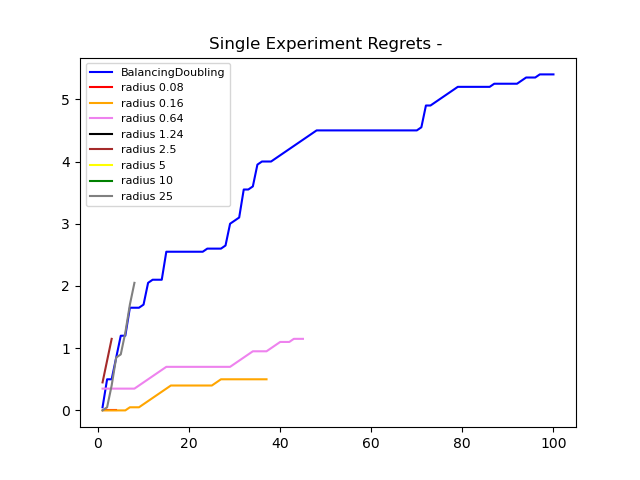 Single Experiment Regrets -
BalancingDoubling
radius 0.08
radius 0.16
radius 0.64
radius 1.24
radius 2.5
radius 5
radius 10
radius 25
5
4
3
2
1
0
0 20 40 60 80 100